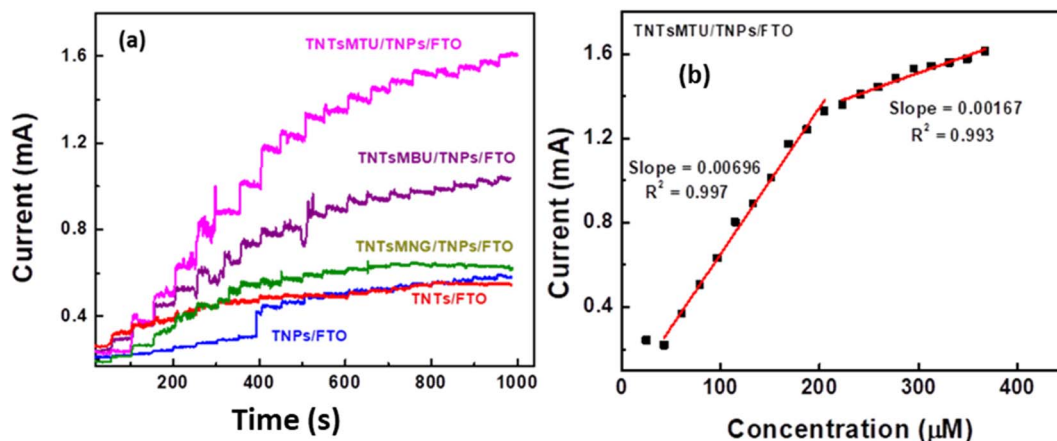 (a)
TNTsMTU/TNPs/FTO
TNTsMBU/TNPs/FTO
TNTsMNG/TNPs/FTO
TNTs/FTO
TNPs/FTO
Current (mA)
1.6
1.2
0.8
0.4
200
400
600
800
1000
Time (s)
TNTsMTU/TNPs/FTO
(b)
Slope = 0.00167
R² = 0.993
Slope = 0.00696
R² = 0.997
Current (mA)
1.6
1.2
0.8
0.4
0
100
200
300
400
Concentration (μM)